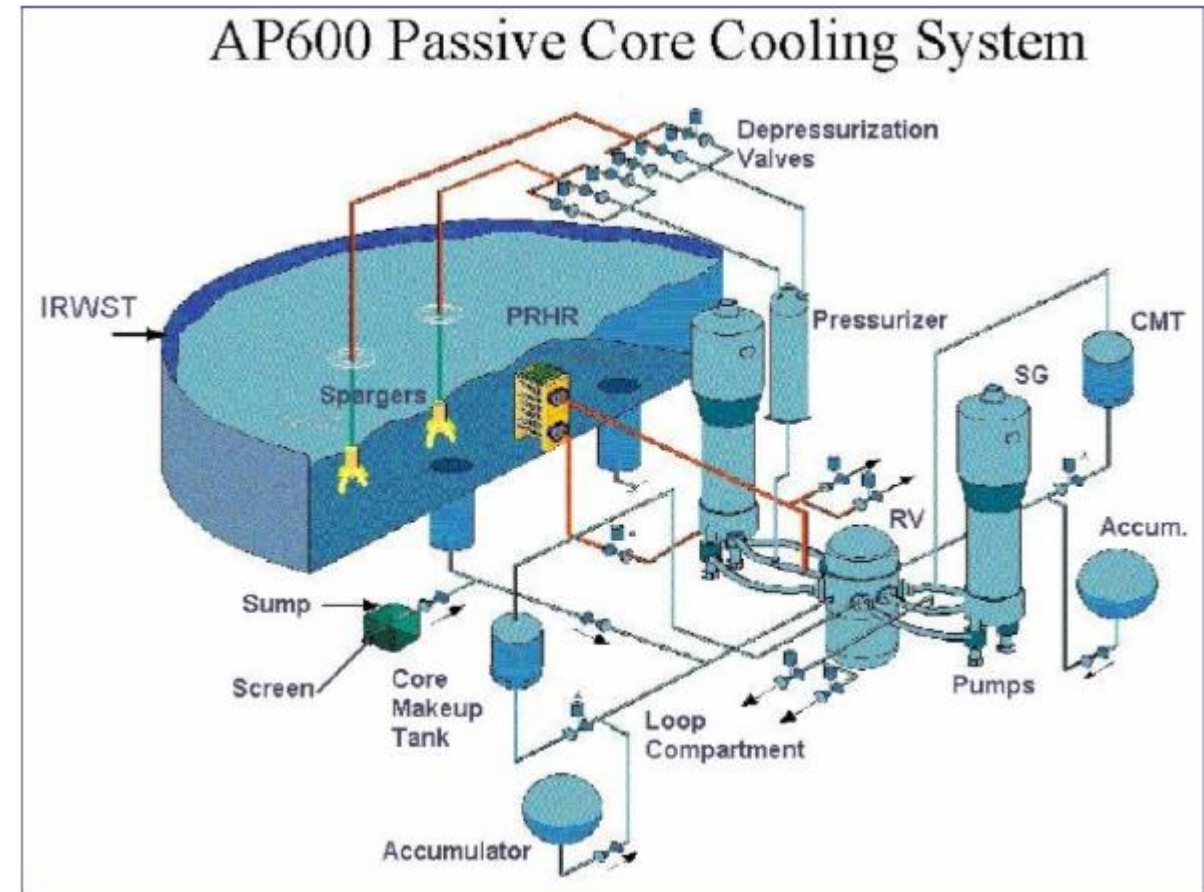 AP600 Passive Core Cooling System
Depressurization
Valves
IRWST
PRHR
Pressurizer
CMT
SG
Spargers
RV
Accum.
Sump
Screen
Core
Makeup
Tank
Loop
Compartment
Pumps
Accumulator